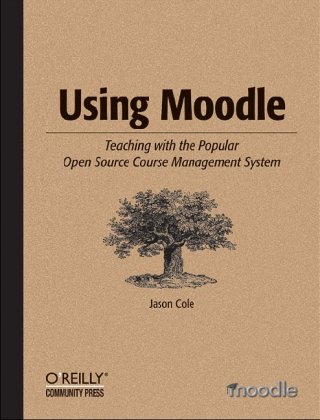 Using Moodle
Teaching with the Popular
Open Source Course Management System
Jason Cole
O'REILLY®
COMMUNITY PRESS
moodle